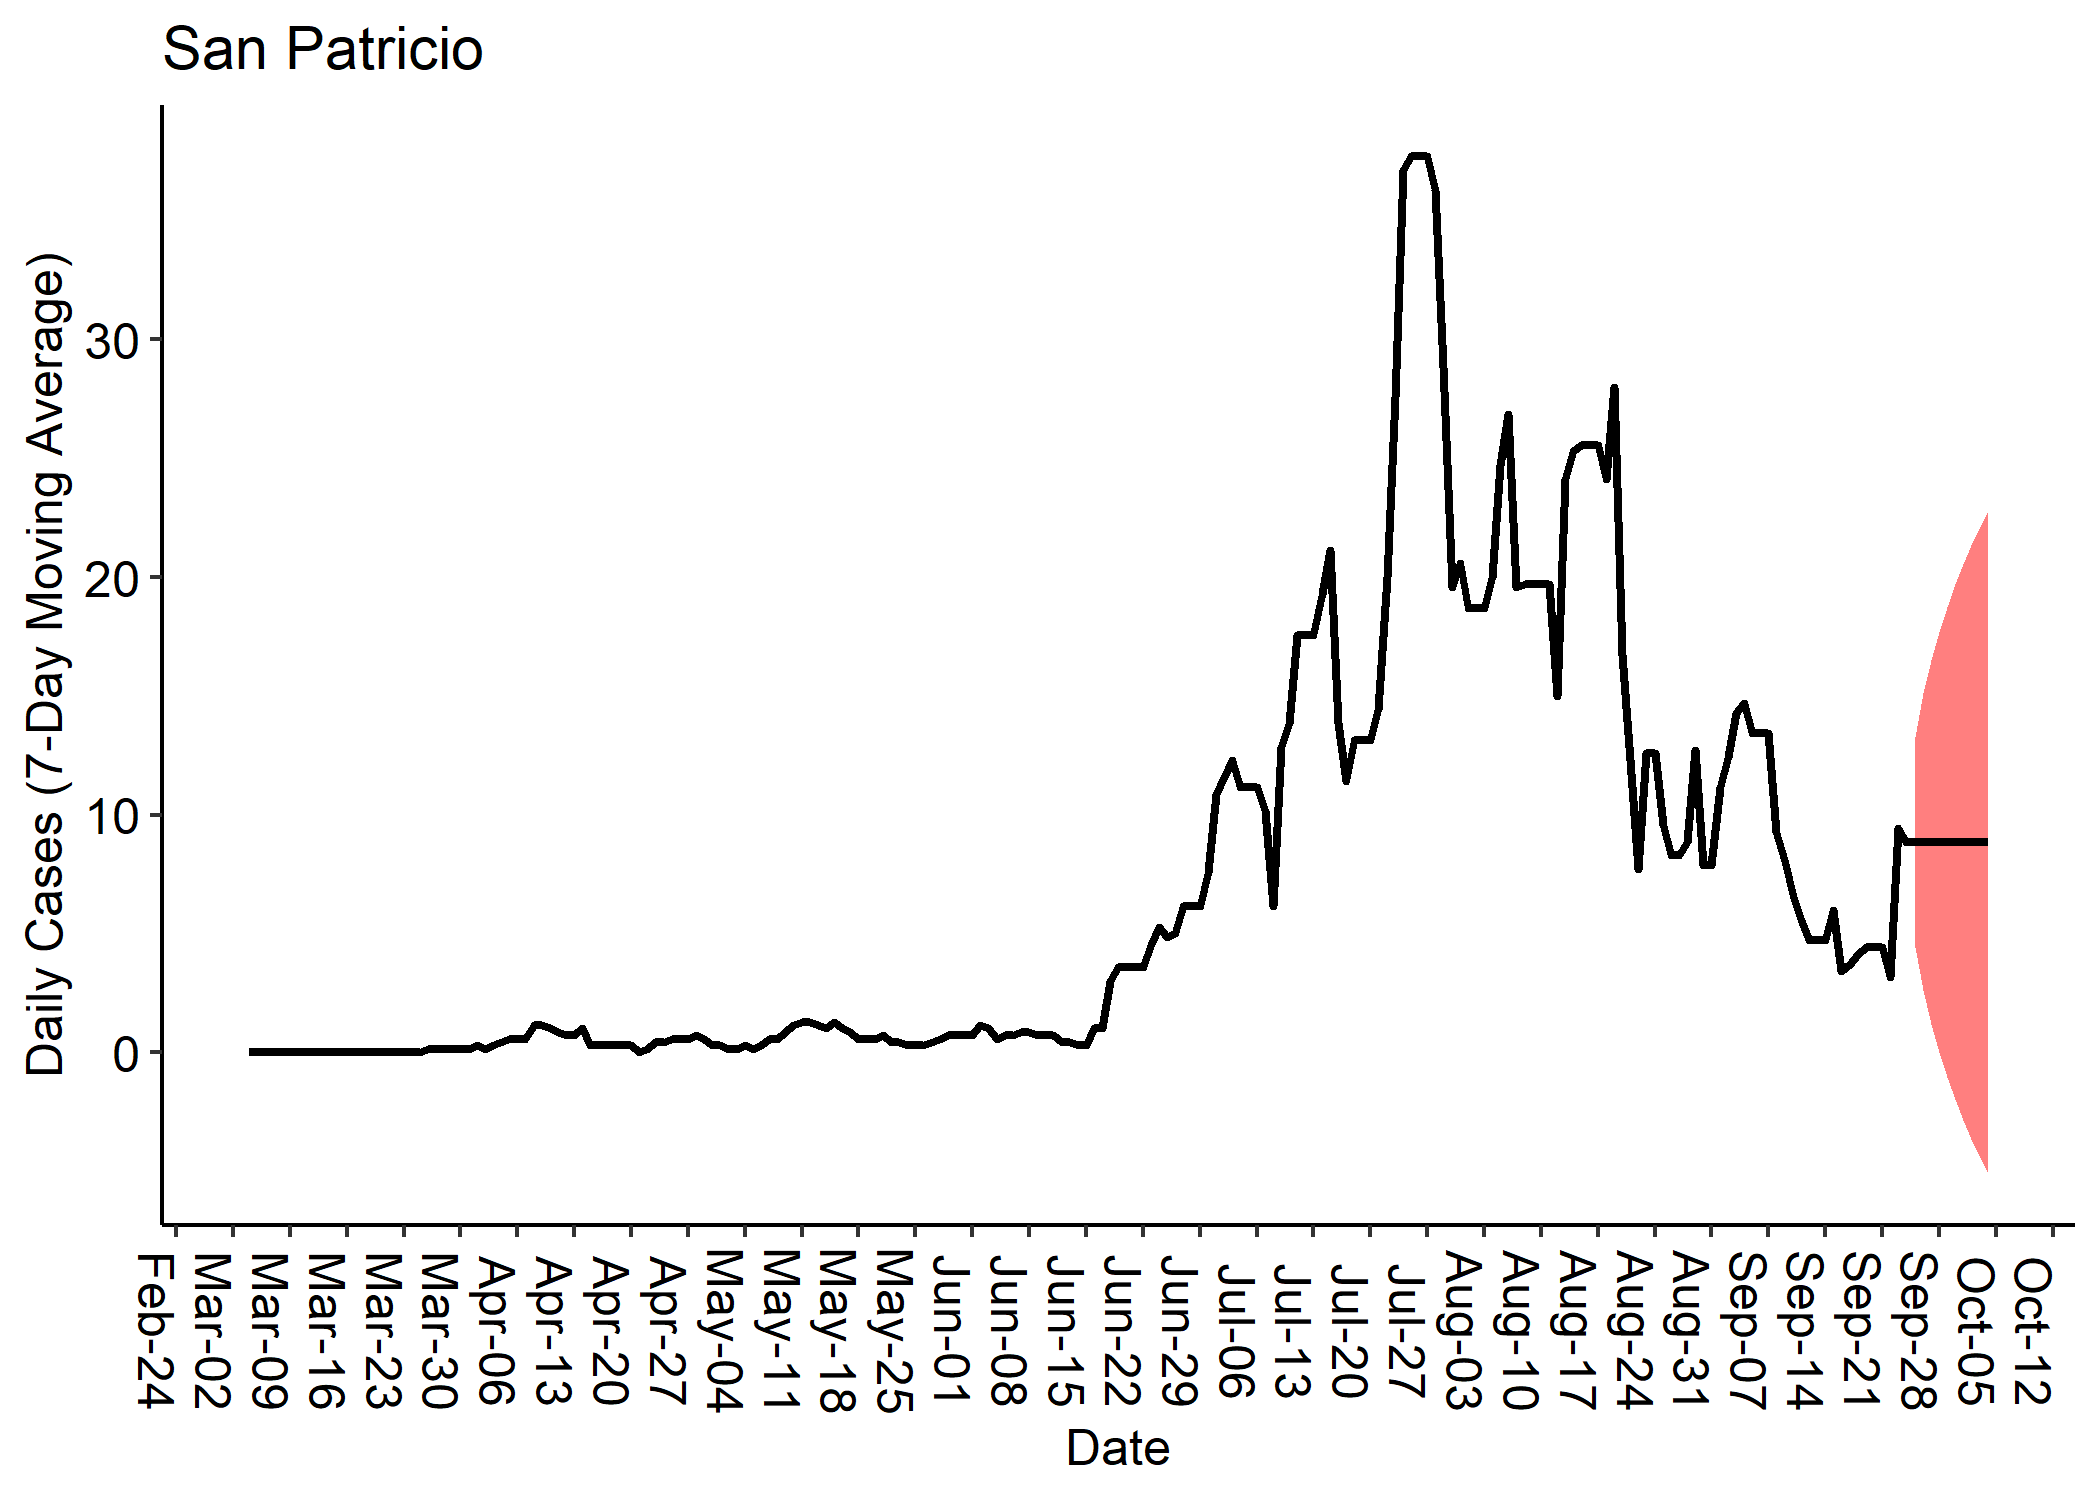 San Patricio
Daily Cases (7-Day Moving Average)
30
20
10
0
Feb-24
Mar-02
Mar-09
Mar-16
Mar-23
Mar-30
Apr-06
Apr-13
Apr-20
Apr-27
May-04
May-11
May-18
May-25
Jun-01
Jun-08
Jun-15
Jun-22
Jun-29
Jul-06
Jul-13
Jul-20
Jul-27
Aug-03
Aug-10
Aug-17
Aug-24
Aug-31
Sep-07
Sep-14
Sep-21
Sep-28
Oct-05
Oct-12
Date